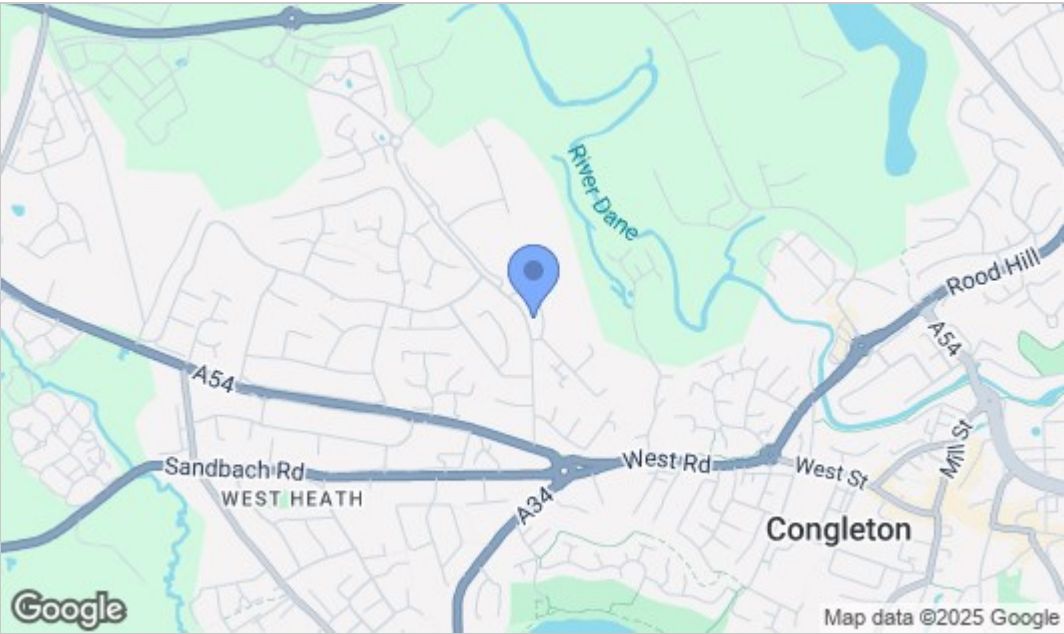 River Dane
Rood Hill
A54
A54
Mill St
Sandbach Rd
West Rd
West St
WEST HEATH
A34
Congleton
Google
Map data ©2025 Google